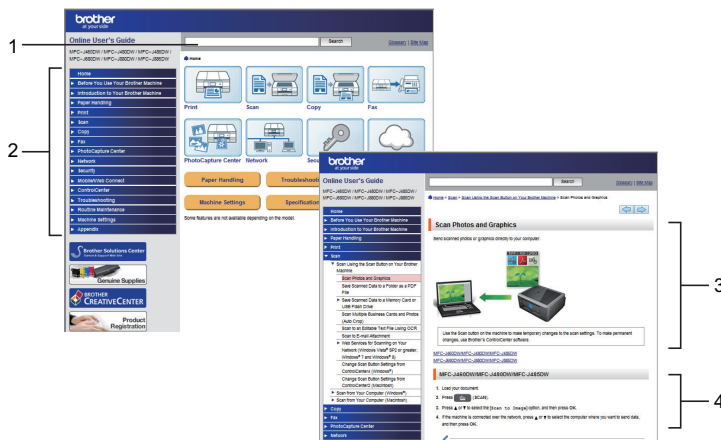 brother
at your side
Online User's Guide
MFC-J460DW / MFC-J480DW / MFC-J485DW /
MFC-J680DW / MFC-J880DW / MFC-J885DW
Search
Glossary | Site Map
Home
Home
Before You Use Your Brother Machine
Introduction to Your Brother Machine
Paper Handling
Print
Scan
Copy
Fax
PhotoCapture Center
Network
Security
Mobile/Web Connect
ControlCenter
Troubleshooting
Routine Maintenance
Machine Settings
Appendix
Brother Solutions Center
Genuine Supplies
BROTHER
CREATIVECENTER
Product
Registration
Print
Scan
Copy
Fax
PhotoCapture Center
Network
Secu
Paper Handling
Troubleshooti
Machine Settings
Specification
Some features are not available depending on the model.
1
2
brother
at your side
Online User's Guide
MFC-J460DW / MFC-J480DW / MFC-J485DW /
MFC-J680DW / MFC-J880DW / MFC-J885DW
Search
Glossary | Site Map
Home
Before You Use Your Brother Machine
Introduction to Your Brother Machine
Paper Handling
Print
Scan
Scan Using the Scan Button on Your Brother
Machine
Scan Photos and Graphics
Save Scanned Data to a Folder as a PDF
File
Save Scanned Data to a Memory Card or
USB Flash Drive
Scan Multiple Business Cards and Photos
(Auto Crop)
Scan to an Editable Text File Using OCR
Scan to E-mail Attachment
Web Services for Scanning on Your
Network (Windows Vista® SP2 or greater,
Windows® 7 and Windows® 8)
Change Scan Button Settings from
ControlCenter4 (Windows®)
Change Scan Button Settings from
ControlCenter2 (Macintosh)
Scan from Your Computer (Windows®)
Scan from Your Computer (Macintosh)
Copy
Fax
PhotoCapture Center
Network
Home > Scan > Scan Using the Scan Button on Your Brother Machine > Scan Photos and Graphics
Scan Photos and Graphics
Send scanned photos or graphics directly to your computer.
Use the Scan button on the machine to make temporary changes to the scan settings. To make permanent
changes, use Brother's ControlCenter software.
MFC-J460DW/MFC-J480DW/MFC-J485DW
MFC-J680DW/MFC-J880DW/MFC-J885DW
MFC-J460DW/MFC-J480DW/MFC-J485DW
1. Load your document.
2. Press (SCAN).
3. Press ▲ or ▼ to select the [Scan to Image] option, and then press OK.
4. If the machine is connected over the network, press ▲ or ▼ to select the computer where you want to send data,
and then press OK.
3
4